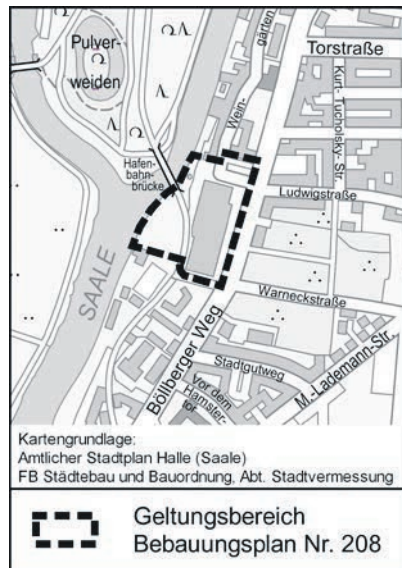 Pulver-
weiden
Torstraße
Wein-
gärten
Kurt-Tucholsky-Str.
Hafen-
bahn-
brücke
Ludwigstraße
SAALE
Warneckstraße
Böllberger Weg
Stadtgutweg
M.-Lademann-Str.
Vor dem
Hamster-
tor
Kartengrundlage:
Amtlicher Stadtplan Halle (Saale)
FB Städtebau und Bauordnung, Abt. Stadtvermessung
Geltungsbereich
Bebauungsplan Nr. 208